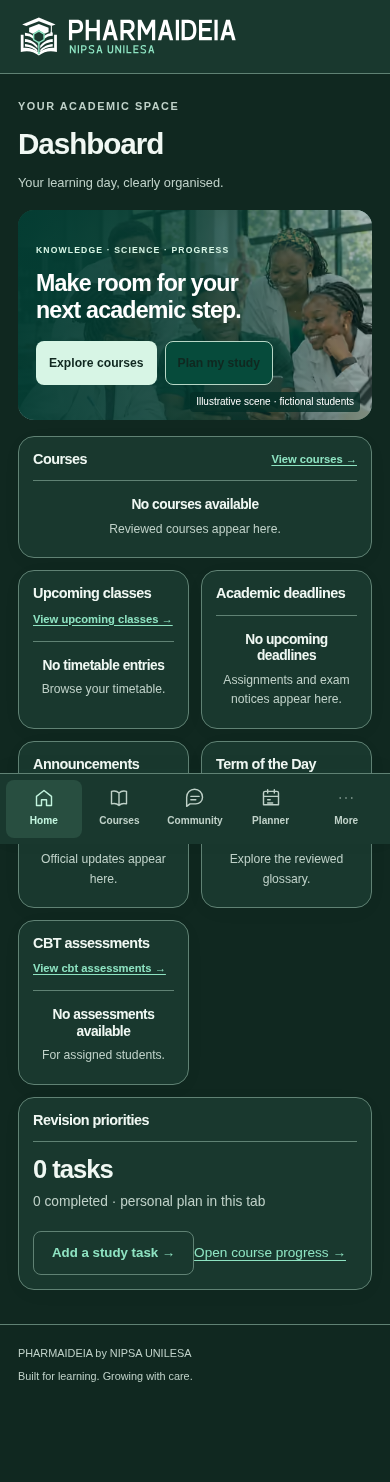 PHARMAIDEIA
NIPSA UNILESA
YOUR ACADEMIC SPACE
Dashboard
Your learning day, clearly organised.
KNOWLEDGE · SCIENCE · PROGRESS
Make room for your
next academic step.
Explore courses
Plan my study
Illustrative scene · fictional students
Courses
View courses →
No courses available
Reviewed courses appear here.
Upcoming classes
View upcoming classes →
No timetable entries
Browse your timetable.
Academic deadlines
No upcoming
deadlines
Assignments and exam
notices appear here.
Announcements
Term of the Day
Home
Courses
Community
Planner
More
Official updates appear
here.
Explore the reviewed
glossary.
CBT assessments
View cbt assessments →
No assessments
available
For assigned students.
Revision priorities
0 tasks
0 completed · personal plan in this tab
Add a study task →
Open course progress →
PHARMAIDEIA by NIPSA UNILESA
Built for learning. Growing with care.